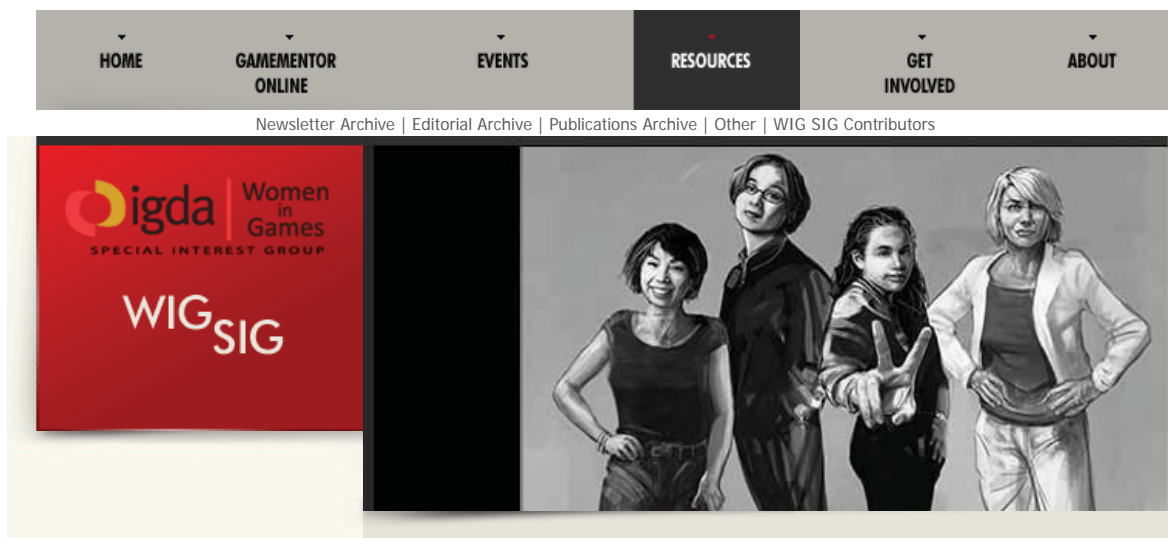 HOME
GAMEMENTOR
ONLINE
EVENTS
RESOURCES
GET
INVOLVED
ABOUT
Newsletter Archive | Editorial Archive | Publications Archive | Other | WIG SIG Contributors
igda | Women
in
Games
SPECIAL INTEREST GROUP
WIG
SIG